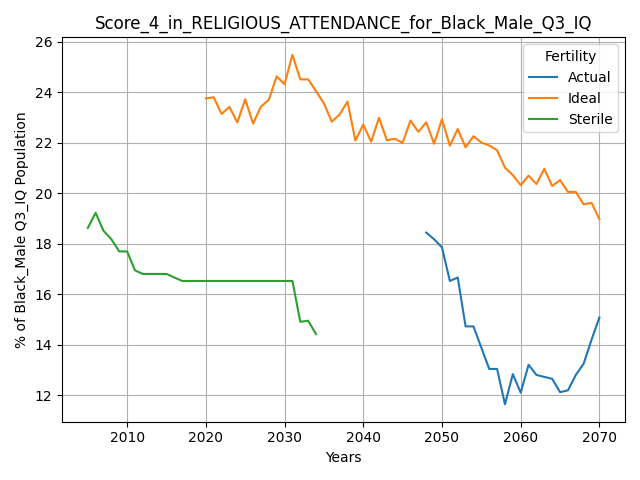 Score_4_in_RELIGIOUS_ATTENDANCE_for_Black_Male_Q3_IQ
Fertility
Actual
Ideal
Sterile
% of Black_Male Q3_IQ Population
26
24
22
20
18
16
14
12
2010 2020 2030 2040 2050 2060 2070
Years